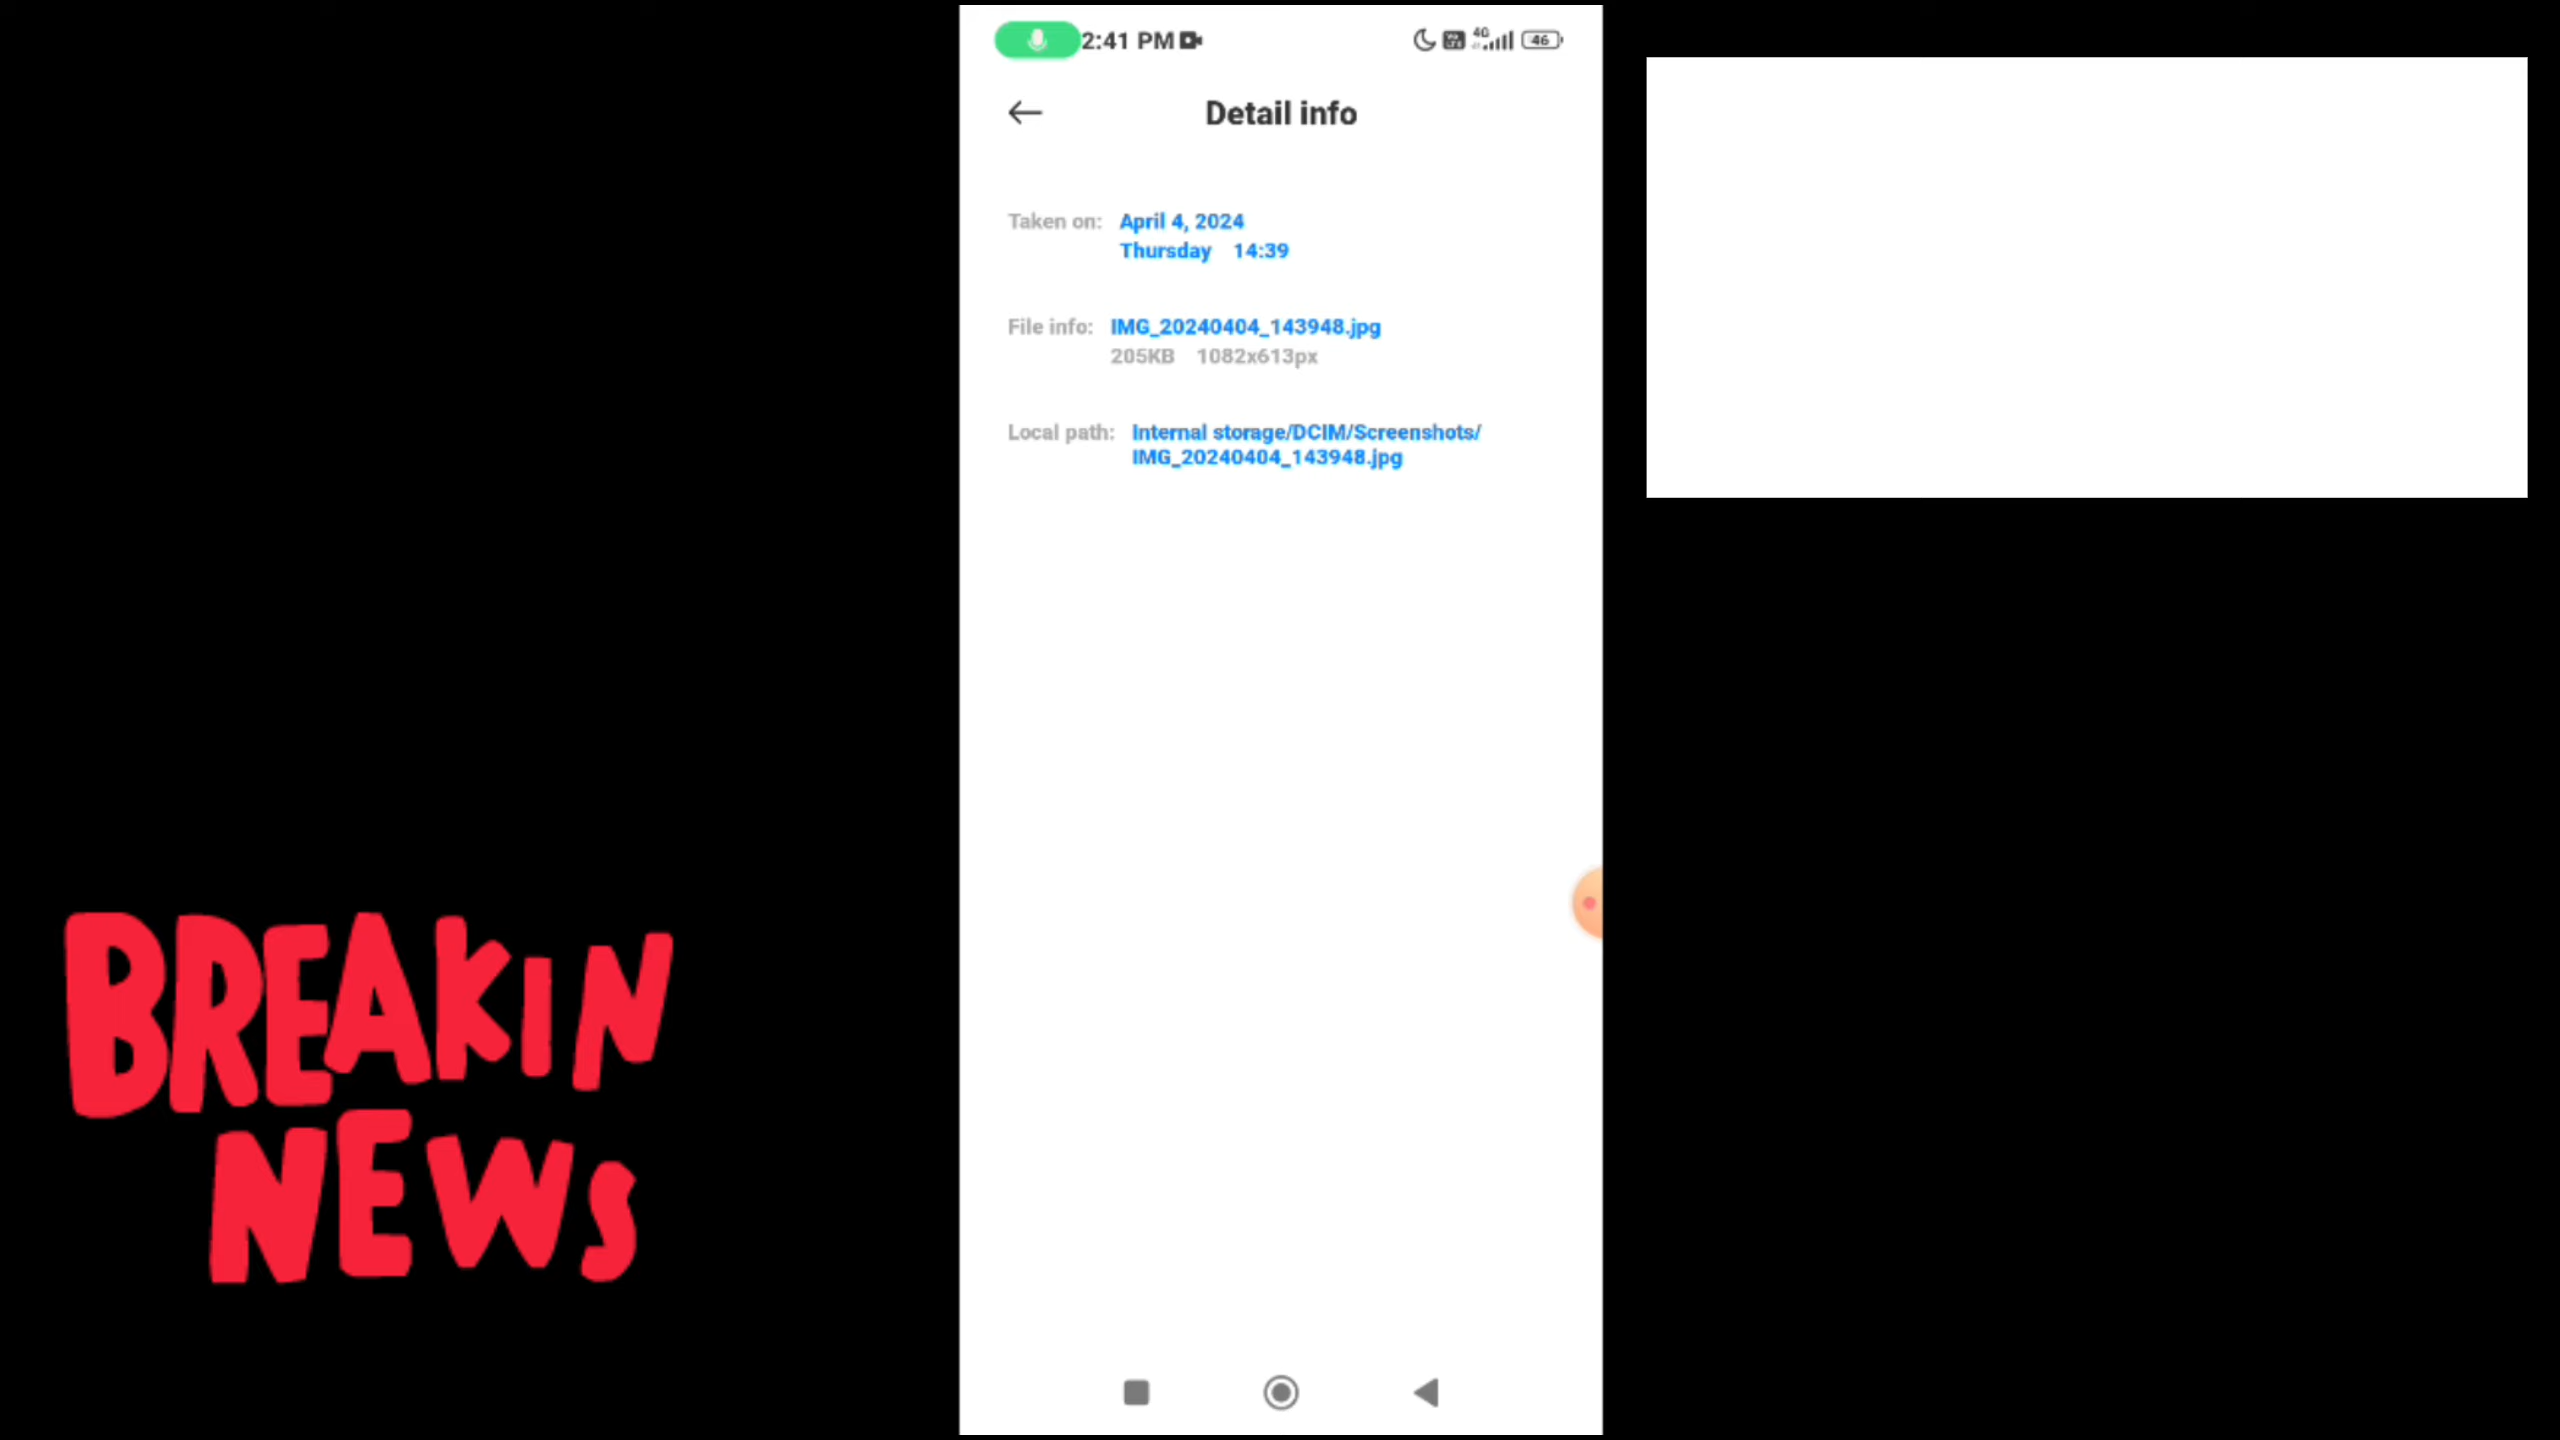 2:41 PM
4G
46
Detail info
Taken on: April 4, 2024
Thursday 14:39
File info: IMG_20240404_143948.jpg
205KB 1082x613px
Local path: Internal storage/DCIM/Screenshots/
IMG_20240404_143948.jpg
BREAKIN
NEWS